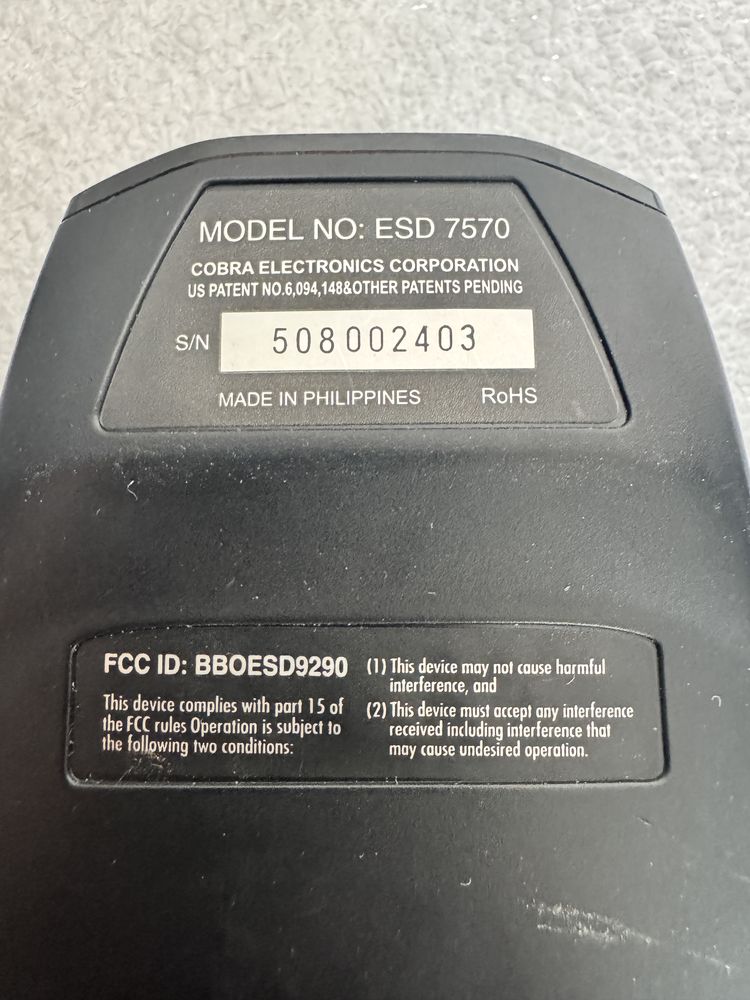 MODEL NO: ESD 7570
COBRA ELECTRONICS CORPORATION
US PATENT NO.6,094,148&OTHER PATENTS PENDING
S/N 508002403
MADE IN PHILIPPINES RoHS
FCC ID: BBOESD9290
This device complies with part 15 of
the FCC rules Operation is subject to
the following two conditions:
(1) This device may not cause harmful
interference, and
(2) This device must accept any interference
received including interference that
may cause undesired operation.